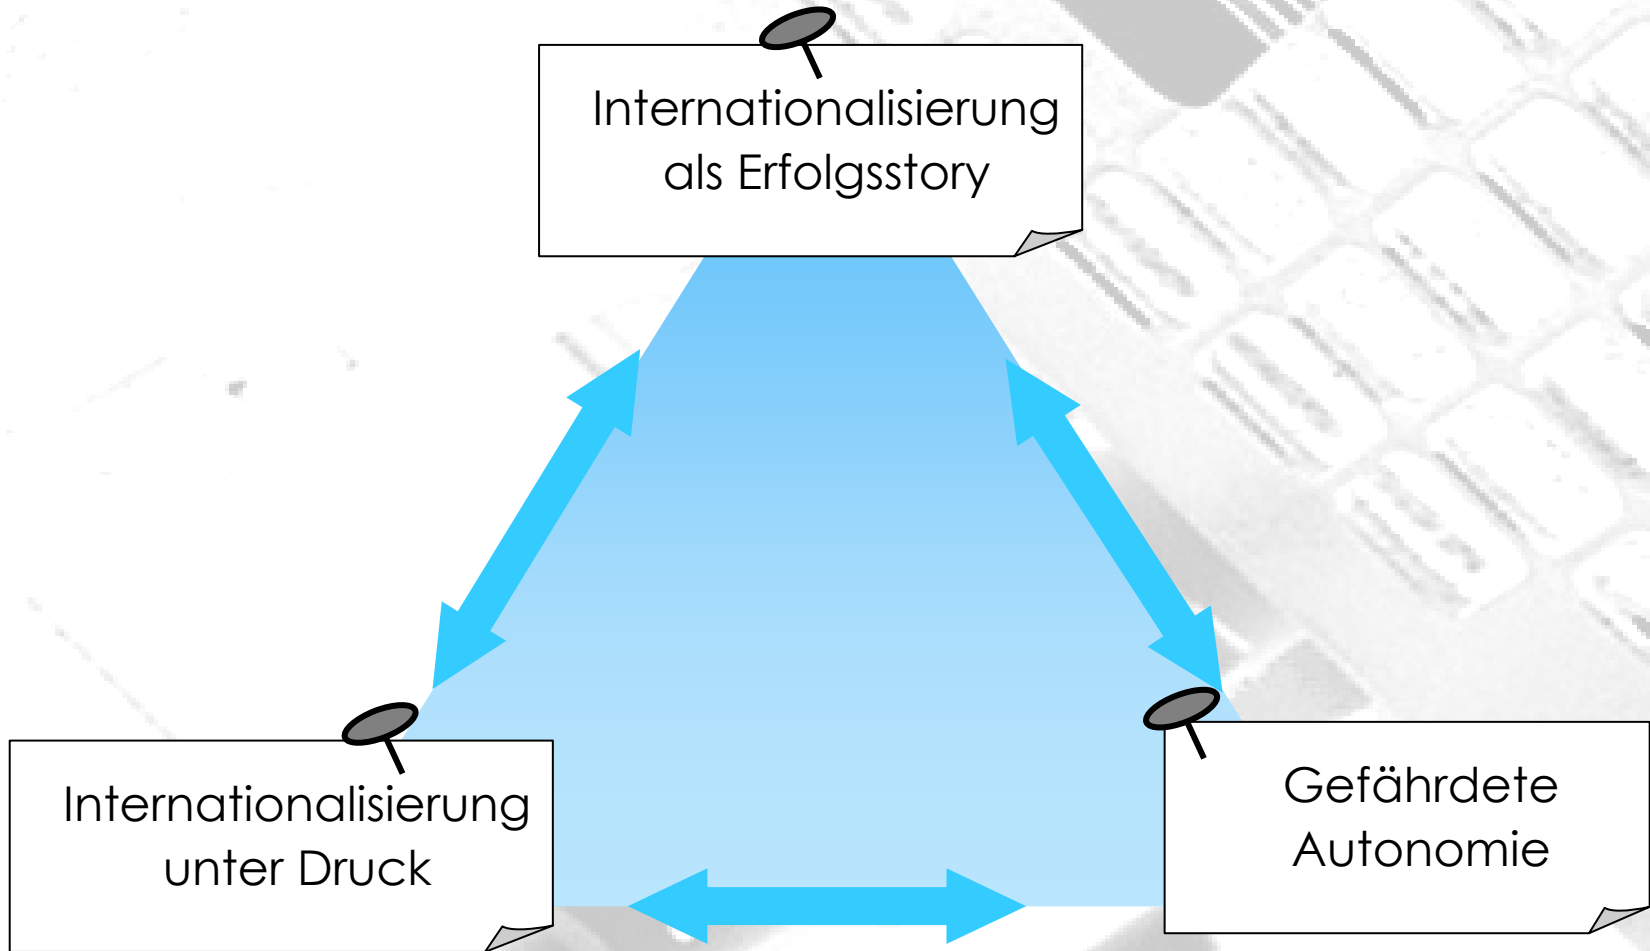 Internationalisierung
als Erfolgsstory
Internationalisierung
unter Druck
Gefährdete
Autonomie